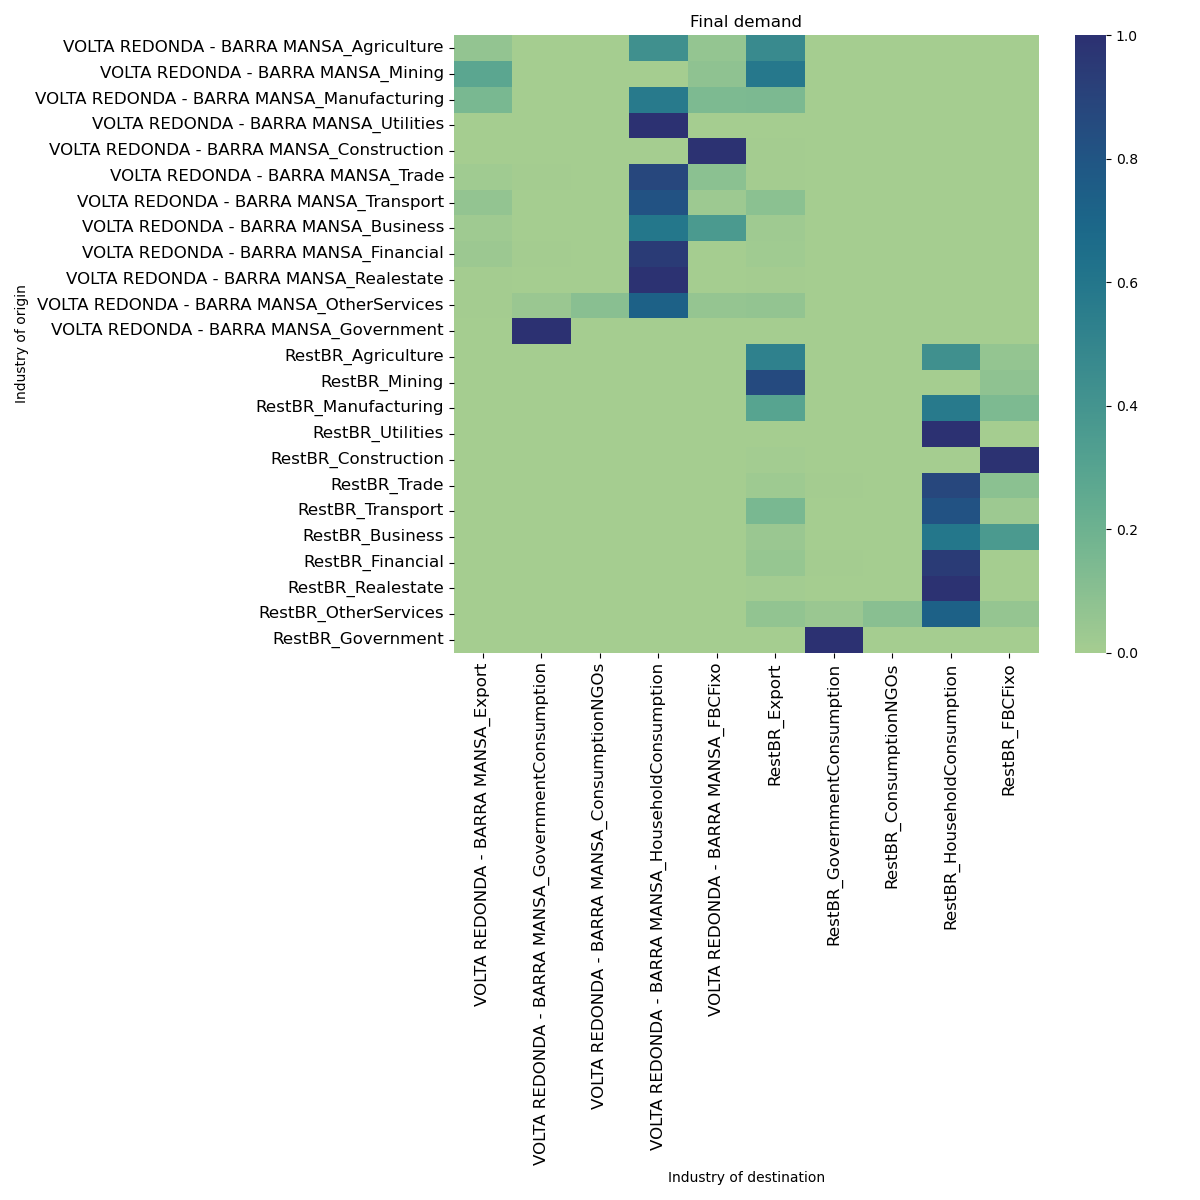 Final demand
VOLTA REDONDA - BARRA MANSA_Agriculture
VOLTA REDONDA - BARRA MANSA_Mining
VOLTA REDONDA - BARRA MANSA_Manufacturing
VOLTA REDONDA - BARRA MANSA_Utilities
VOLTA REDONDA - BARRA MANSA_Construction
VOLTA REDONDA - BARRA MANSA_Trade
VOLTA REDONDA - BARRA MANSA_Transport
VOLTA REDONDA - BARRA MANSA_Business
VOLTA REDONDA - BARRA MANSA_Financial
VOLTA REDONDA - BARRA MANSA_Realestate
VOLTA REDONDA - BARRA MANSA_OtherServices
VOLTA REDONDA - BARRA MANSA_Government
RestBR_Agriculture
RestBR_Mining
RestBR_Manufacturing
RestBR_Utilities
RestBR_Construction
RestBR_Trade
RestBR_Transport
RestBR_Business
RestBR_Financial
RestBR_Realestate
RestBR_OtherServices
RestBR_Government
Industry of origin
1.0
0.8
0.6
0.4
0.2
0.0
VOLTA REDONDA - BARRA MANSA_Export
VOLTA REDONDA - BARRA MANSA_GovernmentConsumption
VOLTA REDONDA - BARRA MANSA_ConsumptionNGOs
VOLTA REDONDA - BARRA MANSA_HouseholdConsumption
VOLTA REDONDA - BARRA MANSA_FBCFixo
RestBR_Export
RestBR_GovernmentConsumption
RestBR_ConsumptionNGOs
RestBR_HouseholdConsumption
RestBR_FBCFixo
Industry of destination